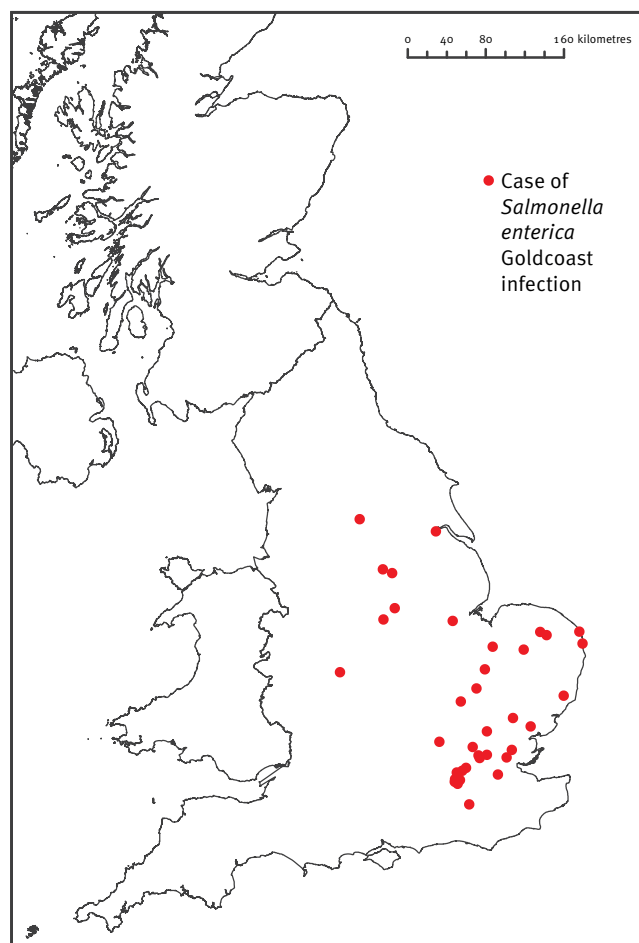 0 40 80 160 kilometres
Case of
Salmonella
enterica
Goldcoast
infection